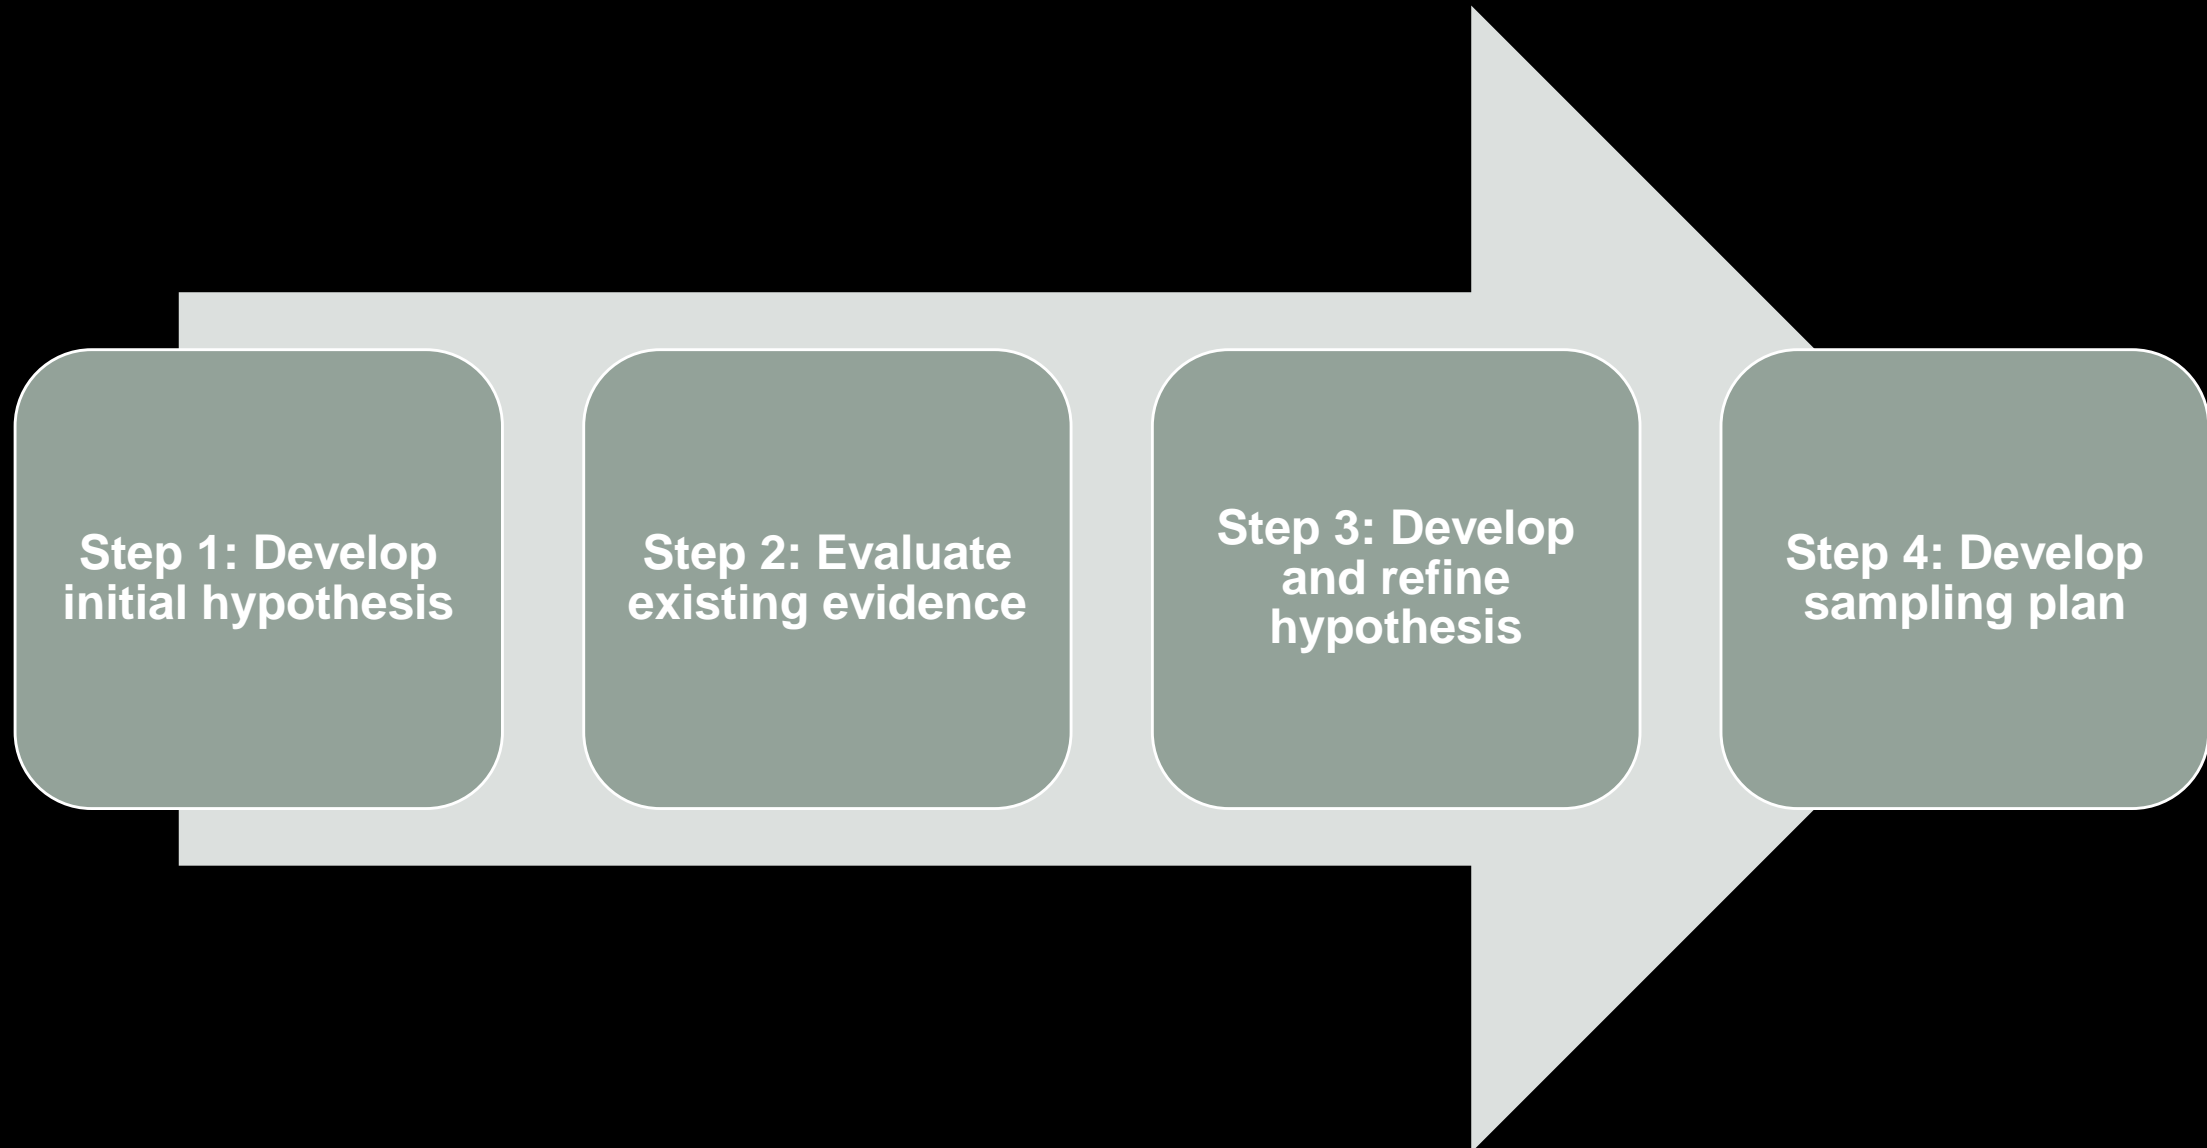 Step 1: Develop
initial hypothesis
Step 2: Evaluate
existing evidence
Step 3: Develop
and refine
hypothesis
Step 4: Develop
sampling plan